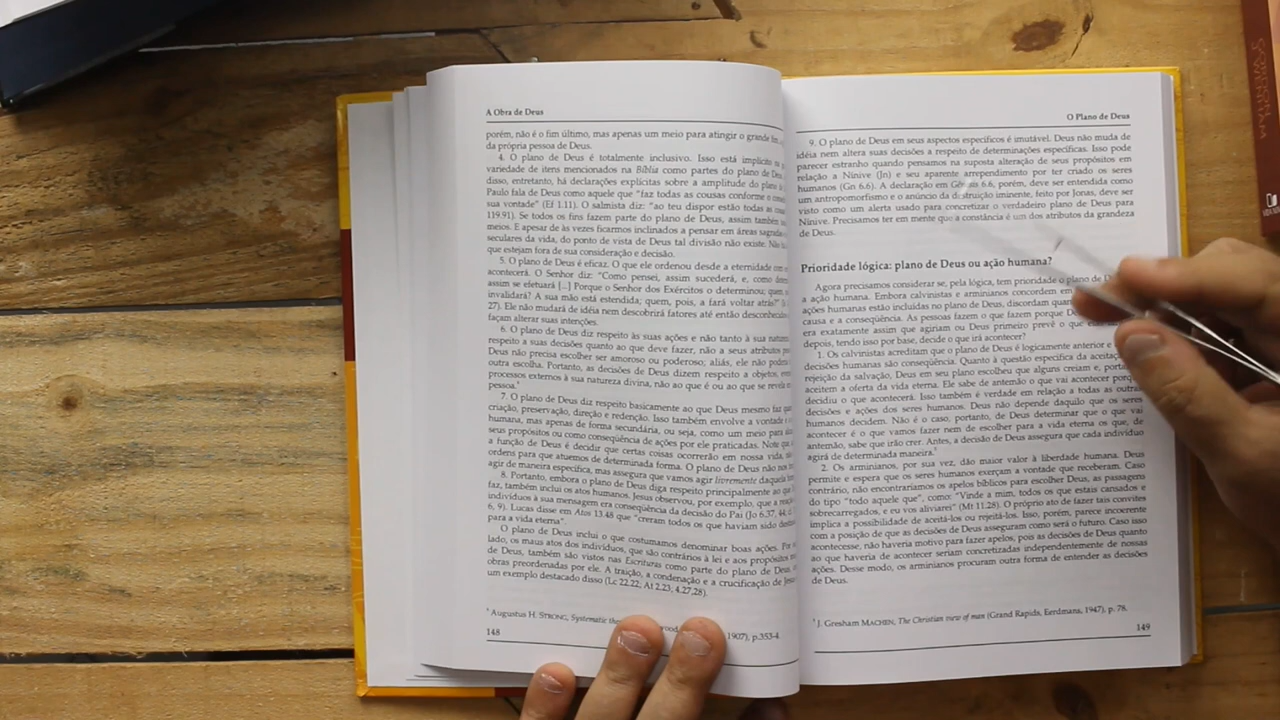 A Obra de Deus
porém, não é o fim último, mas apenas um meio para atingir o grande fim
da própria pessoa de Deus.
4. O plano de Deus é totalmente inclusivo. Isso está implícito
variedade de itens mencionados na Bíblia como partes do plano de Deus
disso, entretanto, há declarações explícitas sobre a amplitude do plano
Paulo fala de Deus como aquele que "faz todas as cousas conforme o
sua vontade" (Ef 1.11). O salmista diz: "ao teu dispor estão todas as
119.91). Se todos os fins fazem parte do plano de Deus, assim também
meios. E apesar de às vezes ficarmos inclinados a pensar em áreas sagradas
seculares da vida, do ponto de vista de Deus tal divisão não existe.
que estejam fora de sua consideração e decisão.
5. O plano de Deus é eficaz. O que ele ordenou desde a eternidade
acontecerá. O Senhor diz: "Como pensei, assim sucederá, e, como
assim se efetuará [...] Porque o Senhor dos Exércitos o determinou; quem
invalidará? A sua mão está estendida; quem, pois, a fará voltar atrás?"
27). Ele não mudará de idéia nem descobrirá fatores até então
façam alterar suas intenções.
6. O plano de Deus diz respeito às suas ações e não tanto à sua
respeito a suas decisões quanto ao que deve fazer, não a seus atributos
Deus não precisa escolher ser amoroso ou poderoso; aliás, ele não
outra escolha. Portanto, as decisões de Deus dizem respeito a objetos,
processos externos à sua natureza divina, não ao que é ou ao que se
pessoa.
7. O plano de Deus diz respeito basicamente ao que Deus mesmo faz
criação, preservação, direção e redenção. Isso também envolve a vontade
humana, mas apenas de forma secundária, ou seja, como um meio para
seus propósitos ou como conseqüência de ações por ele praticadas. Note
a função de Deus é decidir que certas coisas ocorrerão em nossa vida,
ordens para que atuemos de determinada forma. O plano de Deus não nos
agir de maneira específica, mas assegura que vamos agir livremente daquela
8. Portanto, embora o plano de Deus diga respeito principalmente ao
faz, também inclui os atos humanos. Jesus observou, por exemplo, que a
indivíduos à sua mensagem era conseqüência da decisão do Pai (Jo 6.37, 44;
6, 9). Lucas disse em Atos 13.48 que "creram todos os que haviam sido
para a vida eterna".
O plano de Deus inclui o que costumamos denominar boas ações. Por
lado, os maus atos dos indivíduos, que são contrários à lei e aos propósitos
de Deus, também são vistos nas Escrituras como parte do plano de Deus,
obras preordenadas por ele. A traição, a condenação e a crucificação de
um exemplo destacado disso (Lc 22.22; At 2.23, 4.27,28).
Augustus H. STRONG, Systematic 1907), p.353-4.
148
O Plano de Deus
9. O plano de Deus em seus aspectos específicos é imutável. Deus não muda de
idéia nem altera suas decisões a respeito de determinações específicas. Isso pode
parecer estranho quando pensamos na suposta alteração de seus propósitos em
relação a Nínive (Jn) e seu aparente arrependimento por ter criado os seres
humanos (Gn 6.6). A declaração em Gênesis 6.6, porém, deve ser entendida como
um antropomorfismo e o anúncio da destruição iminente, feito por Jonas, deve ser
visto como um alerta usado para concretizar o verdadeiro plano de Deus para
Nínive. Precisamos ter em mente que a constância é um dos atributos da grandeza
de Deus.
Prioridade lógica: plano de Deus ou ação humana?
Agora precisamos considerar se, pela lógica, tem prioridade o plano de
a ação humana. Embora calvinistas e arminianos concordem em
ações humanas estão incluídas no plano de Deus, discordam
causa e a conseqüência. As pessoas fazem o que fazem porque
era exatamente assim que agiriam ou Deus primeiro prevê o que
depois, tendo isso por base, decide o que irá acontecer?
1. Os calvinistas acreditam que o plano de Deus é logicamente anterior e
decisões humanas são conseqüência. Quanto à questão específica da aceitação
rejeição da salvação, Deus em seu plano escolheu que alguns creiam e,
aceitem a oferta da vida eterna. Ele sabe de antemão o que vai acontecer
decidiu o que acontecerá. Isso também é verdade em relação a todas as outras
decisões e ações dos seres humanos. Deus não depende daquilo que os seres
humanos decidem. Não é o caso, portanto, de Deus determinar que o que vai
acontecer é o que vamos fazer nem de escolher para a vida eterna os que, de
antemão, sabe que irão crer. Antes, a decisão de Deus assegura que cada indivíduo
agirá de determinada maneira.
2. Os arminianos, por sua vez, dão maior valor à liberdade humana. Deus
permite e espera que os seres humanos exerçam a vontade que receberam. Caso
contrário, não encontraríamos os apelos bíblicos para escolher Deus, as passagens
do tipo "todo aquele que", como: "Vinde a mim, todos os que estais cansados e
sobrecarregados, e eu vos aliviarei" (Mt 11.28). O próprio ato de fazer tais convites
implica a possibilidade de aceitá-los ou rejeitá-los. Isso, porém, parece incoerente
com a posição de que as decisões de Deus asseguram como será o futuro. Caso isso
acontecesse, não haveria motivo para fazer apelos, pois as decisões de Deus quanto
ao que haveria de acontecer seriam concretizadas independentemente de nossas
ações. Desse modo, os arminianos procuram outra forma de entender as decisões
de Deus.
J. Gresham MACHEN, The Christian view of man (Grand Rapids, Eerdmans, 1947), p. 78.
149
GORDON
J WENHAM